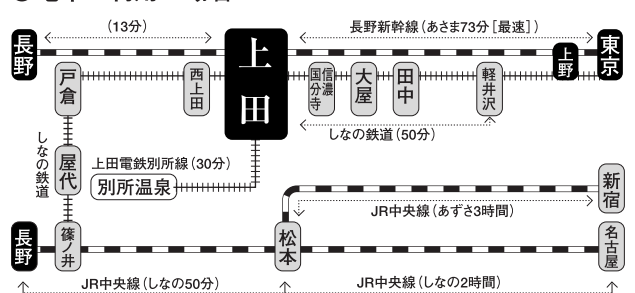 (13分)
長野新幹線(あさま73分[最速])
長野
上田
上野
東京
戸倉
西上田
信濃国分寺
大屋
田中
軽井沢
しなの鉄道(50分)
しなの鉄道
屋代
上田電鉄別所線(30分)
別所温泉
新宿
JR中央線(あずさ3時間)
長野
篠ノ井
松本
名古屋
JR中央線(しなの50分)
JR中央線(しなの2時間)